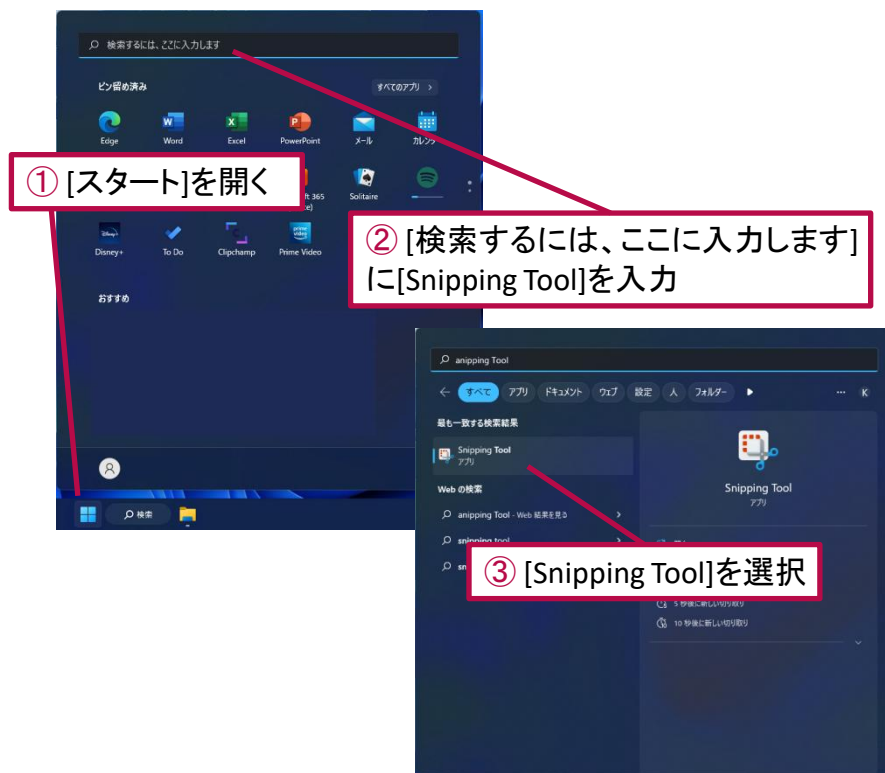 検索するには、ここに入力します
ピン留め済み
すべてのアプリ >
Edge
Word
Excel
PowerPoint
メール
カレンダー
① [スタート]を開く
365
Solitaire
② [検索するには、ここに入力します]
に[Snipping Tool]を入力
Disney+
To Do
Clipchamp
Prime Video
おすすめ
検索
anipping Tool
すべて
アプリ
ドキュメント
ウェブ
設定
人
フォルダー
K
最も一致する検索結果
Snipping Tool
アプリ
Snipping Tool
アプリ
Web の検索
anipping Tool - Web 結果を見る
snipping tool
③ [Snipping Tool]を選択
5 秒後に新しい切り取り
10 秒後に新しい切り取り